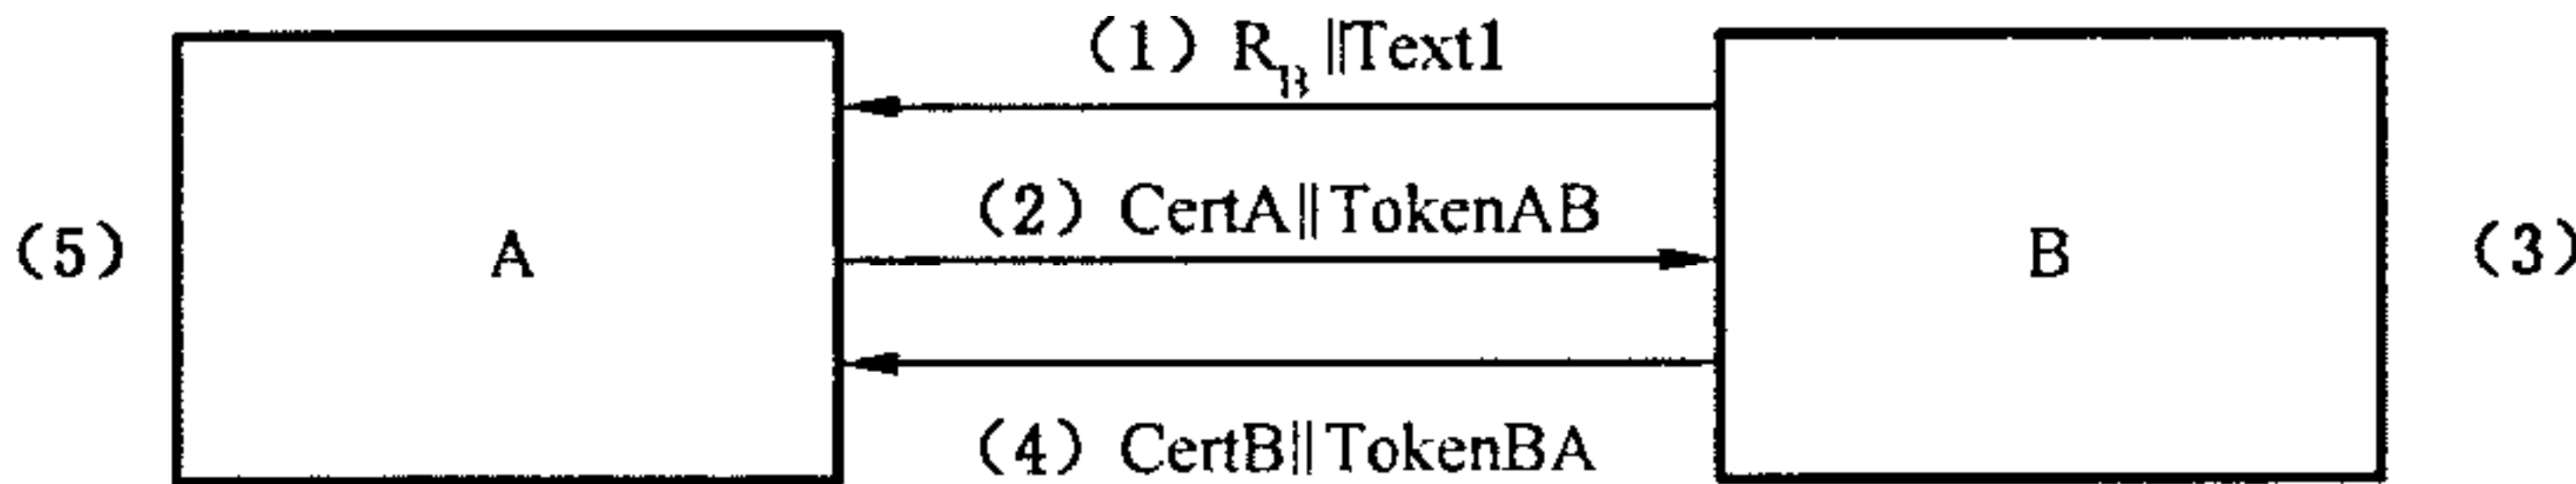 （1）R_B‖Text1
（2）CertA‖TokenAB
（5）
A
B
（3）
（4）CertB‖TokenBA